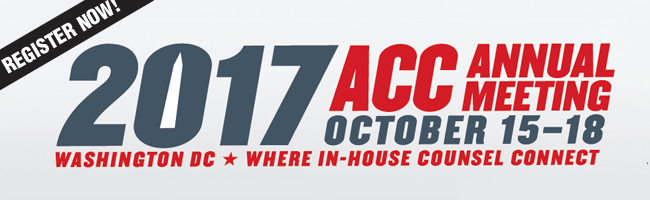 REGISTER NOW!
2017 ACC ANNUAL
MEETING
OCTOBER 15–18
WASHINGTON DC ★ WHERE IN-HOUSE COUNSEL CONNECT